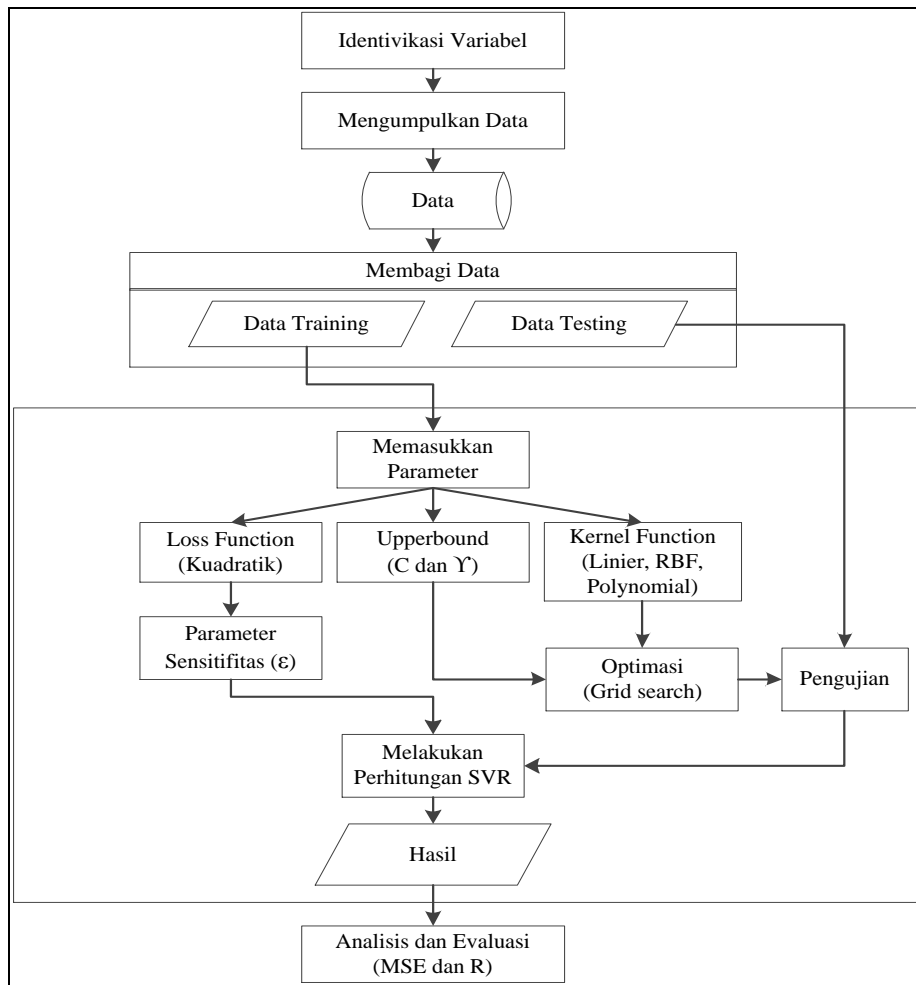 Identivikasi Variabel
Mengumpulkan Data
Data
Membagi Data
Data Training
Data Testing
Memasukkan
Parameter
Loss Function
(Kuadratik)
Upperbound
(C dan ϒ)
Kernel Function
(Linier, RBF,
Polynomial)
Parameter
Sensitifitas (ε)
Optimasi
(Grid search)
Pengujian
Melakukan
Perhitungan SVR
Hasil
Analisis dan Evaluasi
(MSE dan R)